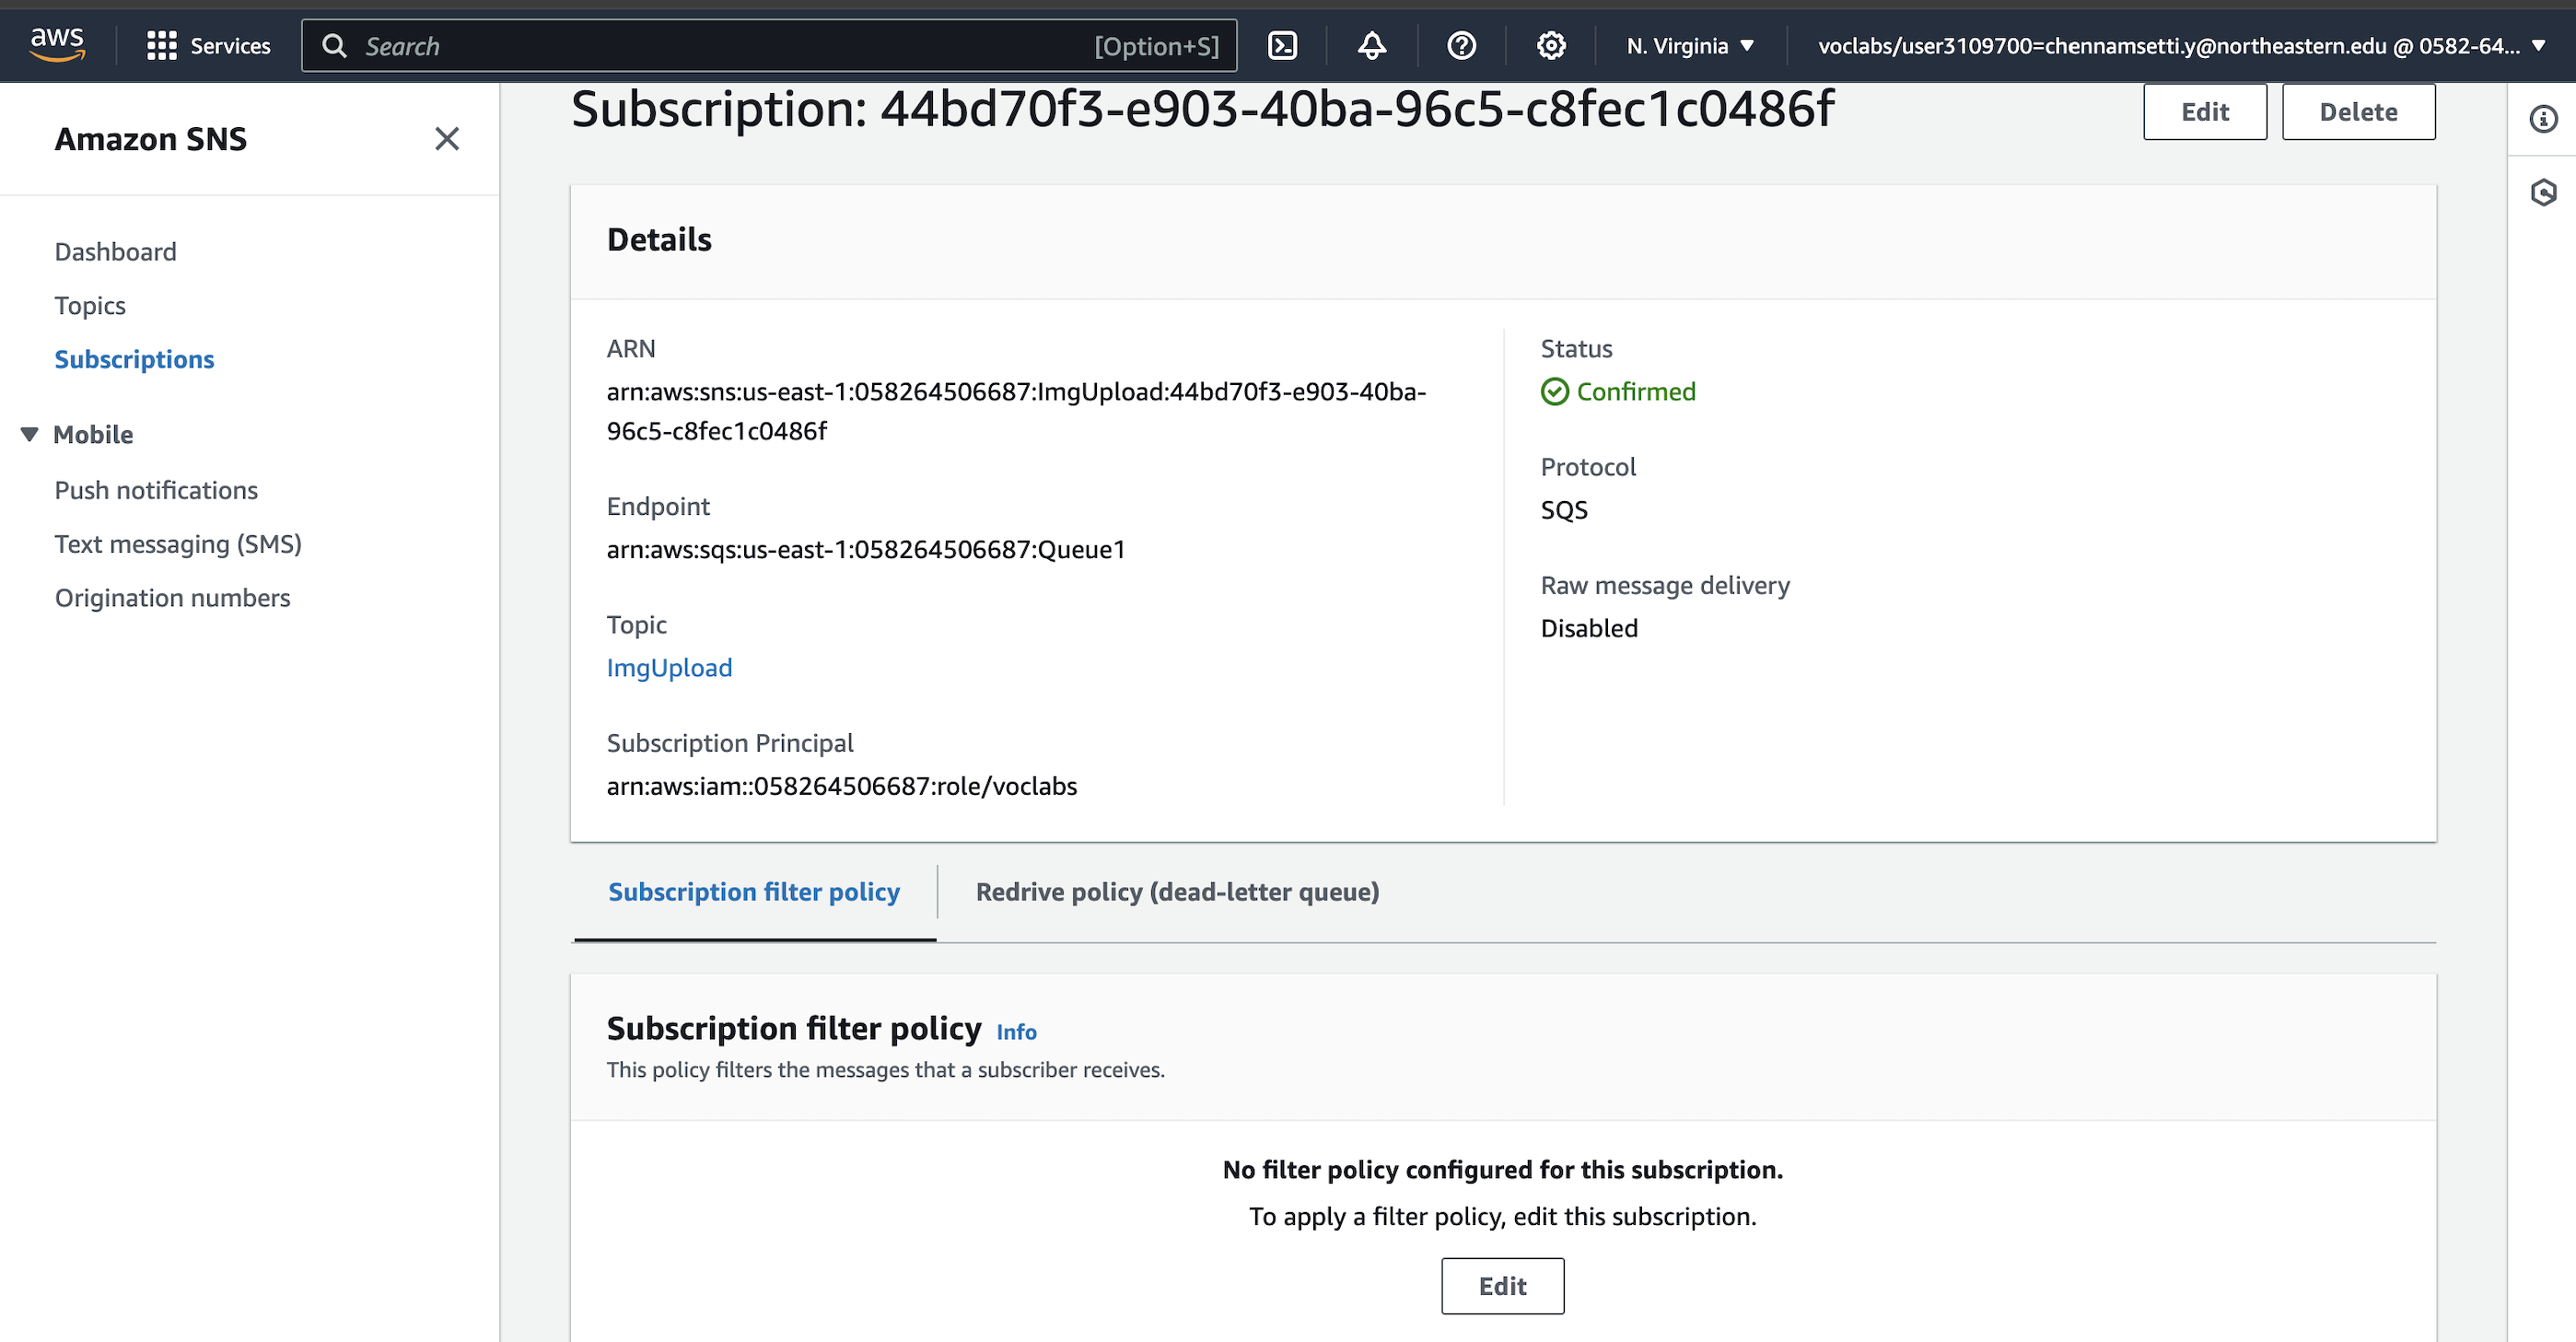 aws
Services
Search
[Option+S]
N. Virginia
voclabs/user3109700=chennamsetti.y@northeastern.edu @ 0582-64...
Amazon SNS
Dashboard
Topics
Subscriptions
Mobile
Push notifications
Text messaging (SMS)
Origination numbers
Subscription: 44bd70f3-e903-40ba-96c5-c8fec1c0486f
Edit
Delete
Details
ARN
arn:aws:sns:us-east-1:058264506687:ImgUpload:44bd70f3-e903-40ba-
96c5-c8fec1c0486f
Endpoint
arn:aws:sqs:us-east-1:058264506687:Queue1
Topic
ImgUpload
Subscription Principal
arn:aws:iam::058264506687:role/voclabs
Status
Confirmed
Protocol
SQS
Raw message delivery
Disabled
Subscription filter policy
Redrive policy (dead-letter queue)
Subscription filter policy Info
This policy filters the messages that a subscriber receives.
No filter policy configured for this subscription.
To apply a filter policy, edit this subscription.
Edit